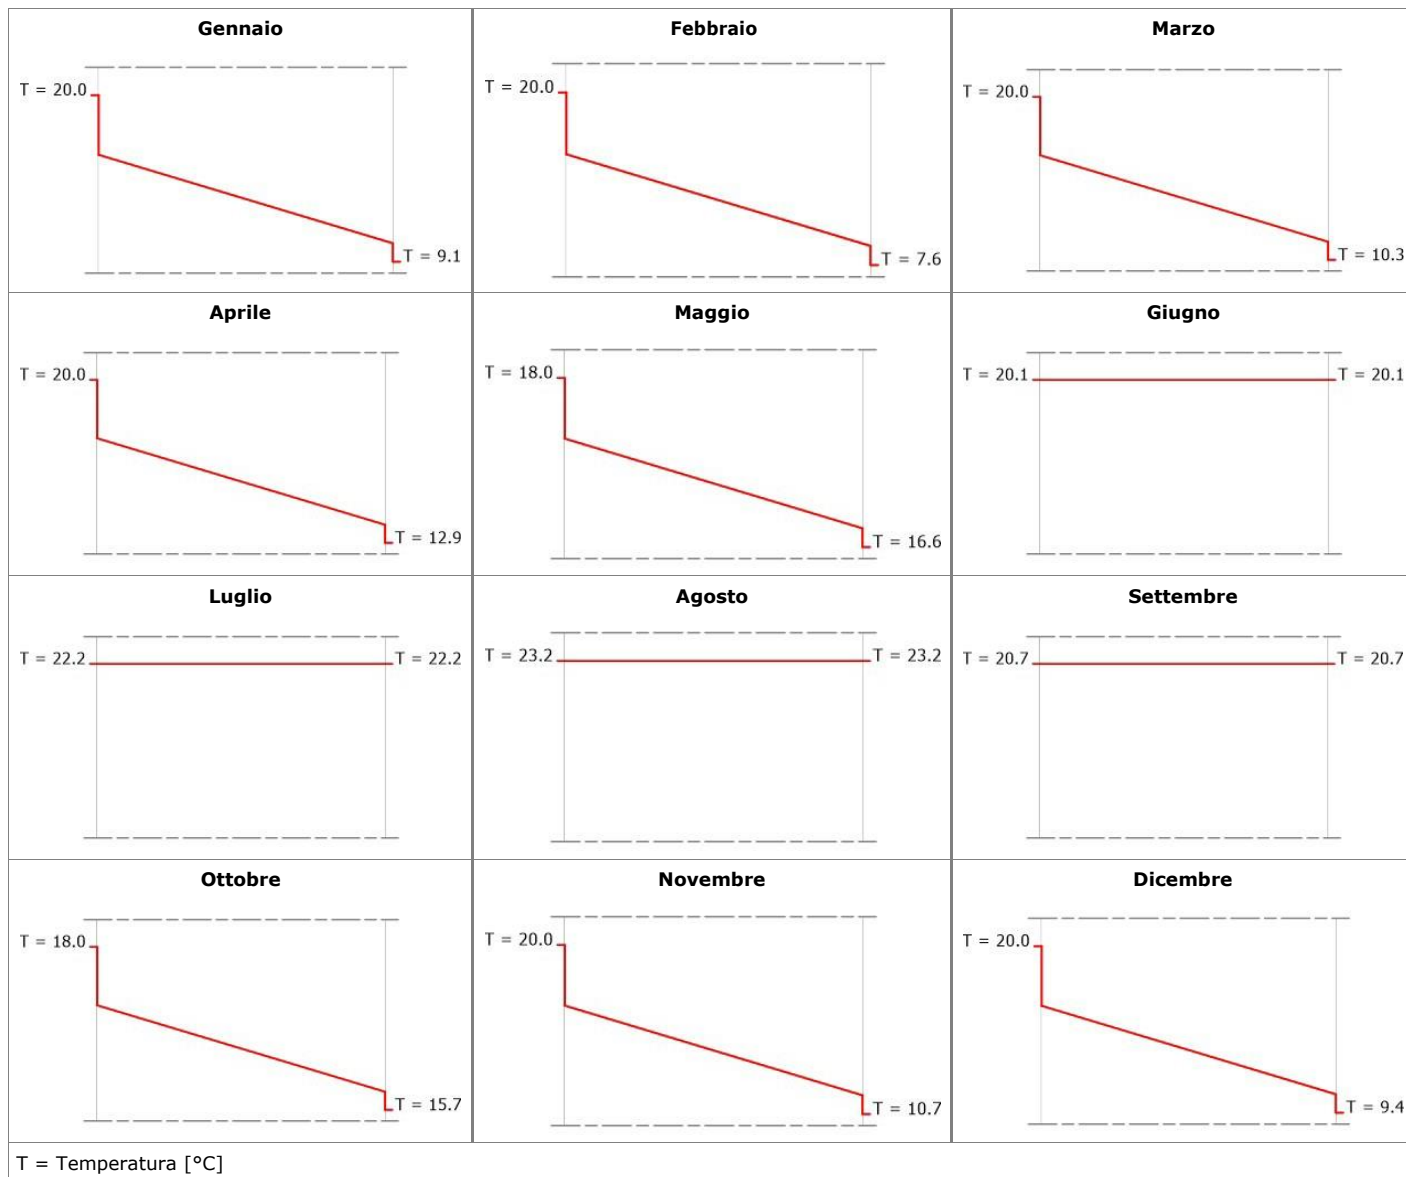 Gennaio
T = 20.0
T = 9.1
Febbraio
T = 20.0
T = 7.6
Marzo
T = 20.0
T = 10.3
Aprile
T = 20.0
T = 12.9
Maggio
T = 18.0
T = 16.6
Giugno
T = 20.1
T = 20.1
Luglio
T = 22.2
T = 22.2
Agosto
T = 23.2
T = 23.2
Settembre
T = 20.7
T = 20.7
Ottobre
T = 18.0
T = 15.7
Novembre
T = 20.0
T = 10.7
Dicembre
T = 20.0
T = 9.4
T = Temperatura [°C]